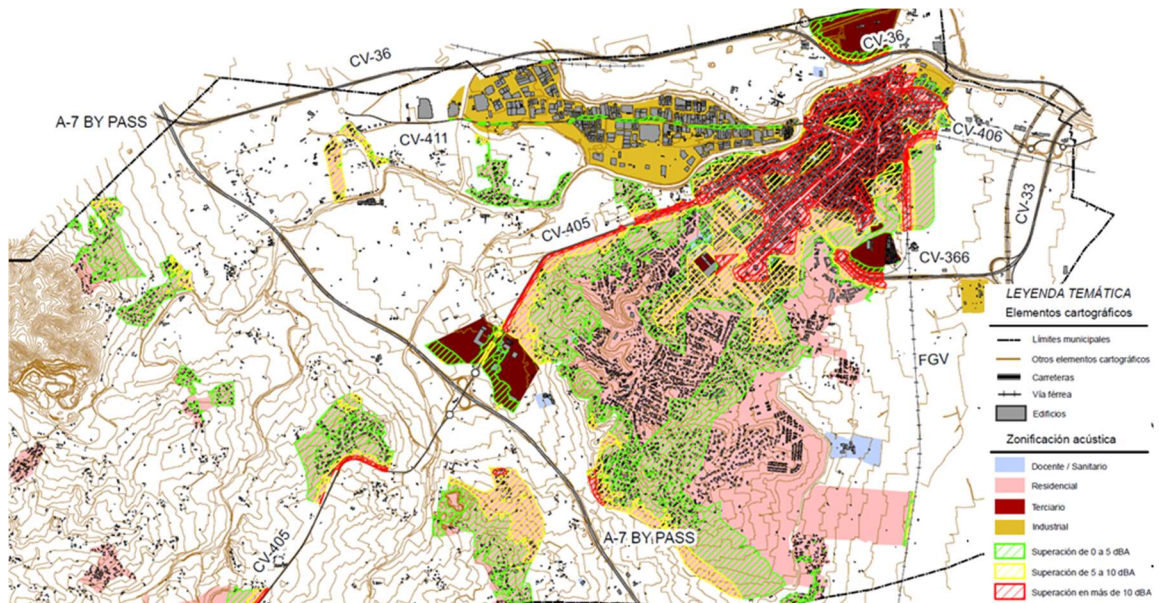 CV-36
CV-36
A-7 BY PASS
CV-411
CV-406
CV-33
CV-405
CV-366
LEYENDA TEMÁTICA
Elementos cartográficos
Límites municipales
Otros elementos cartográficos
Carreteras
Vía férrea
Edificios
FGV
Zonificación acústica
Docente / Sanitario
Residencial
Terciario
Industrial
Superación de 0 a 5 dBA
Superación de 5 a 10 dBA
Superación en más de 10 dBA
CV-405
A-7 BY PASS